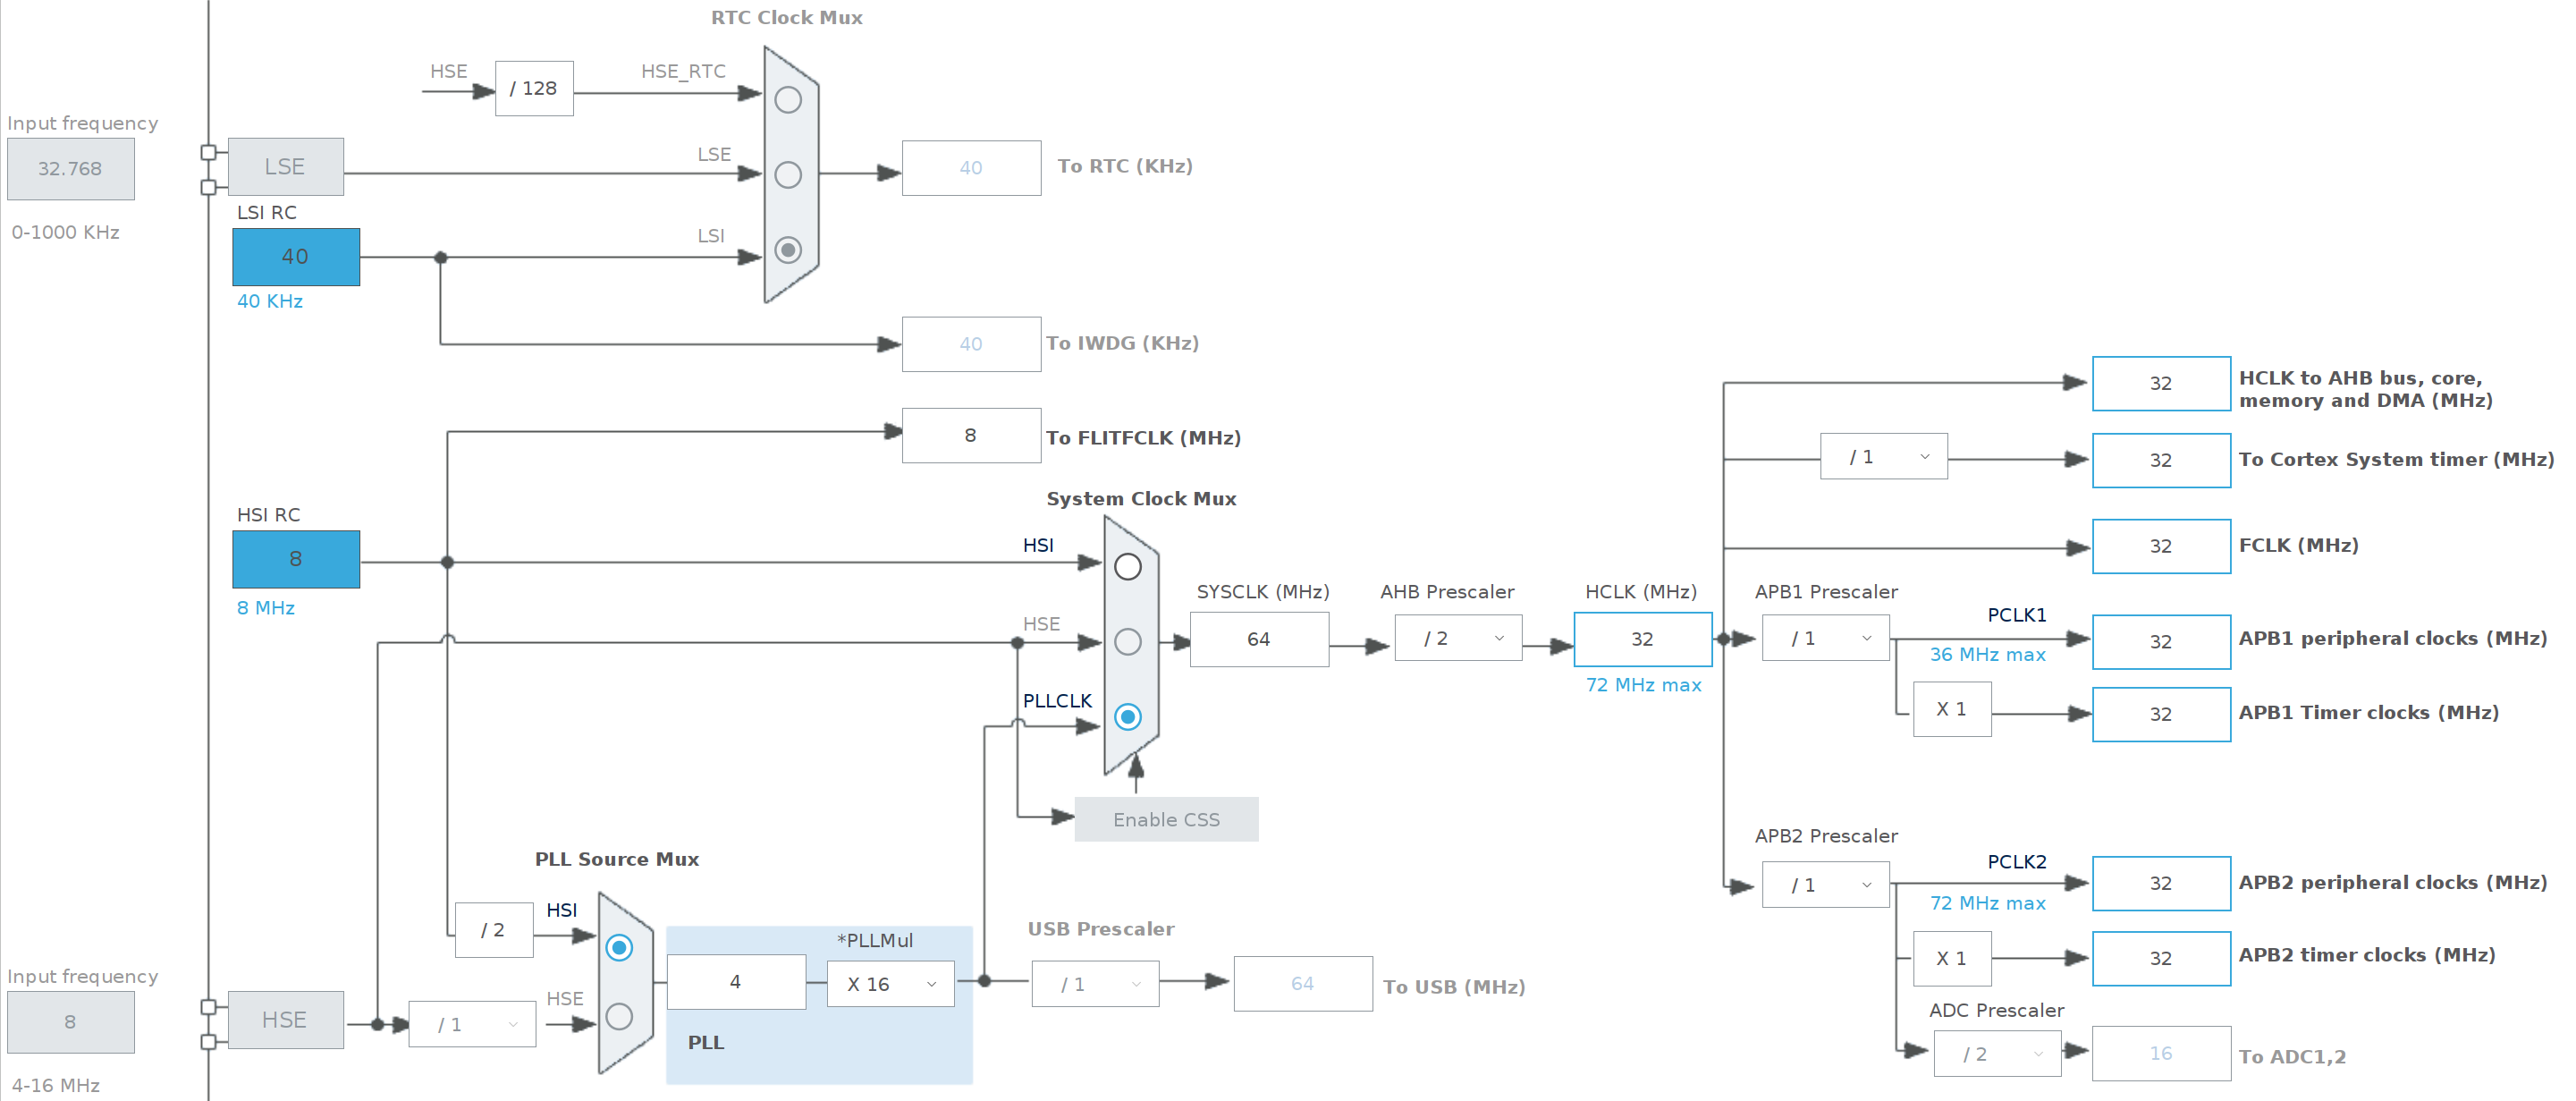 RTC Clock Mux
HSE
/ 128
HSE_RTC
Input frequency
32.768
0-1000 KHz
LSE
LSE
40
To RTC (KHz)
LSI RC
40
40 KHz
LSI
40
To IWDG (KHz)
8
To FLITFCLK (MHz)
HSI RC
8
8 MHz
System Clock Mux
HSI
HSE
PLLCLK
SYSCLK (MHz)
64
AHB Prescaler
/ 2
HCLK (MHz)
32
72 MHz max
Enable CSS
32
HCLK to AHB bus, core,
memory and DMA (MHz)
/ 1
32
To Cortex System timer (MHz)
32
FCLK (MHz)
APB1 Prescaler
/ 1
PCLK1
36 MHz max
32
APB1 peripheral clocks (MHz)
X 1
32
APB1 Timer clocks (MHz)
APB2 Prescaler
/ 1
PCLK2
72 MHz max
32
APB2 peripheral clocks (MHz)
X 1
32
APB2 timer clocks (MHz)
ADC Prescaler
/ 2
16
To ADC1,2
PLL Source Mux
/ 2
HSI
Input frequency
8
4-16 MHz
HSE
/ 1
HSE
4
*PLLMul
X 16
PLL
USB Prescaler
/ 1
64
To USB (MHz)